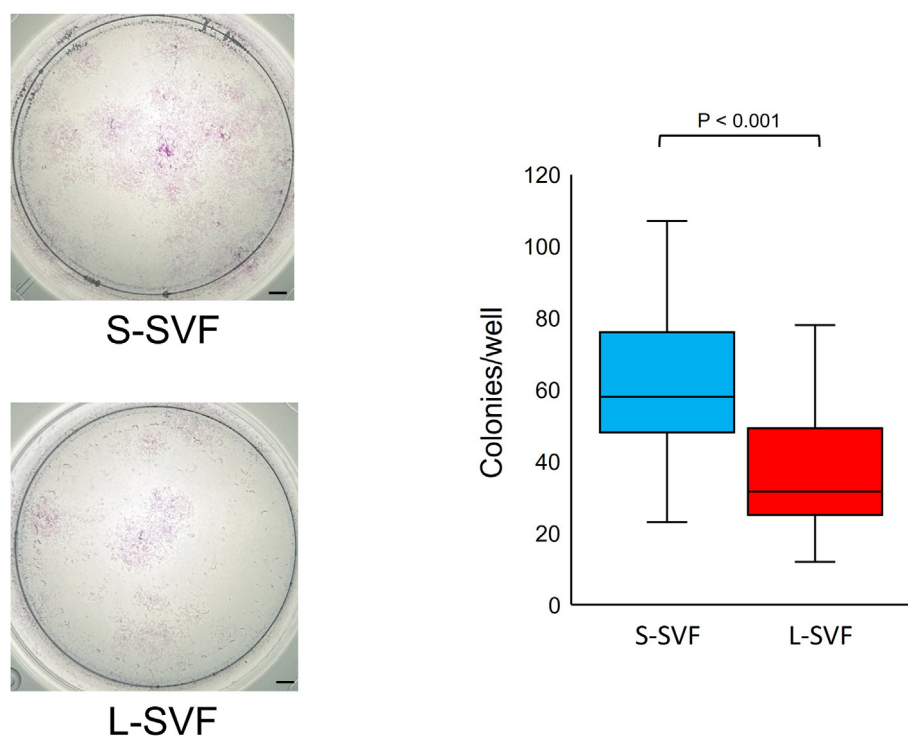 S-SVF
L-SVF
P < 0.001
Colonies/well
120
100
80
60
40
20
0
S-SVF
L-SVF